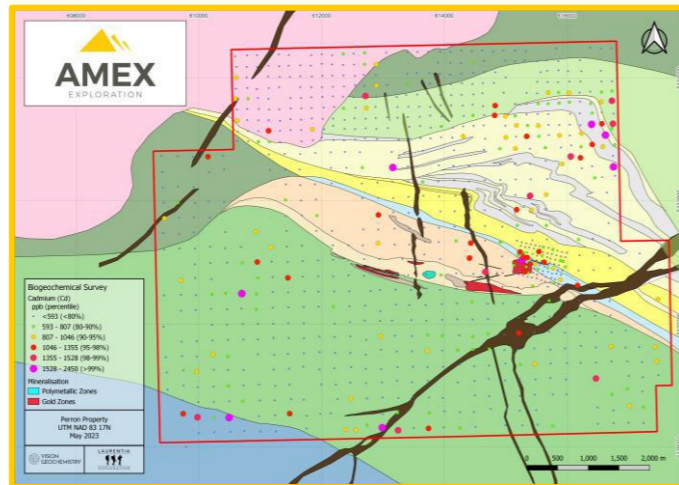 608000 610000 612000 614000 616000
AMEX
EXPLORATION
Biogeochemical Survey
Cadmium (Cd)
ppb (percentile)
<593 (<80%)
593 - 807 (80-90%)
807 - 1046 (90-95%)
1046 - 1355 (95-98%)
1355 - 1528 (98-99%)
1528 - 2450 (>99%)
Mineralisation
Polymetallic Zones
Gold Zones
Perron Property
UTM NAD 83 17N
May 2023
VISION
GEOCHEMISTRY
LAURENTIA
EXPLORATION
0 500 1,000 1,500 2,000 m